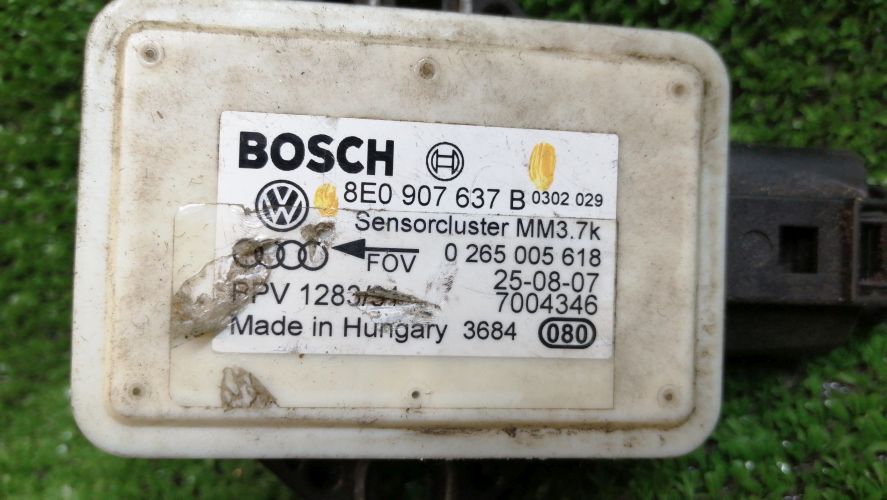 BOSCH
8E0 907 637 B 0302 029
Sensorcluster MM3.7k
FOV 0 265 005 618
25-08-07
1283/ 7004346
Made in Hungary 3684 080